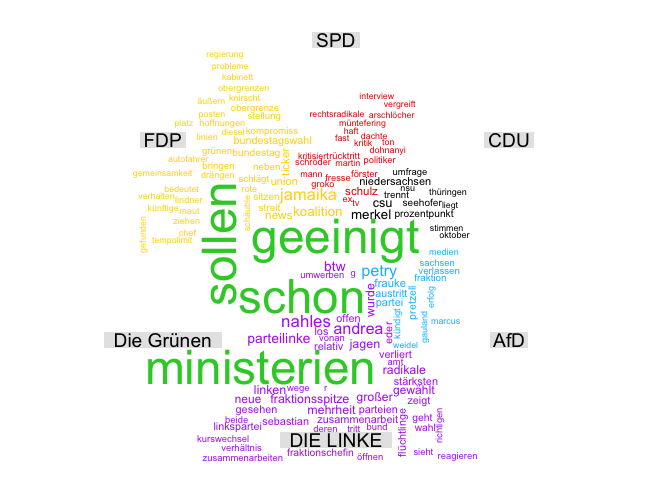 SPD
regierung
probleme
kabinett
obergrenzen
äußern knirscht
obergrenze
posten stellung
platz hoffnungen
diesel kompromiss
FDP
linien bundestagswahl
grünen bundestag
autofahrer
bringen neben
ticker
gemeinsamkeit drängen schlägt union
bedeutet rote
verhalten lindner sitzen jamaika
künftige maut streit
schäubte
news koalition
ziehen
chef
tempolimit
gefunden
interview
vergreift
rechtsradikale arschlöcher
müntefering
haft
fast dachte
kritik ton
dohnanyi
kritisiert rücktritt
schröder martin politiker
mann förster
fresse
groko schulz
ex tv
CDU
umfrage
niedersachsen
nsu
trennt thüringen
csu seehofer liegt
merkel prozentpunkt
stimmen
oktober
sollen
geeinigt
schon
ministerien
medien
petry sachsen
verlassen
frauke fraktion
austritt
partei
pretzell
erfolg
kündigt
gauland
marcus
weidel
AfD
btw
umwerben g
wurde
nahles offen
los andrea
eder
parteilinke vonan
relativ jagen
verliert
amt
radikale
stärksten
linken wege r gewählt
neue fraktionsspitze großer zeigt
gesehen mehrheit parteien
beide sebastian zusammenarbeit geht
linkspartei deren tritt bund wahl
flüchtlinge
richtigen
kurswechsel
DIE LINKE
verhältnis
fraktionschefin sieht
zusammenarbeiten öffnen reagieren
Die Grünen